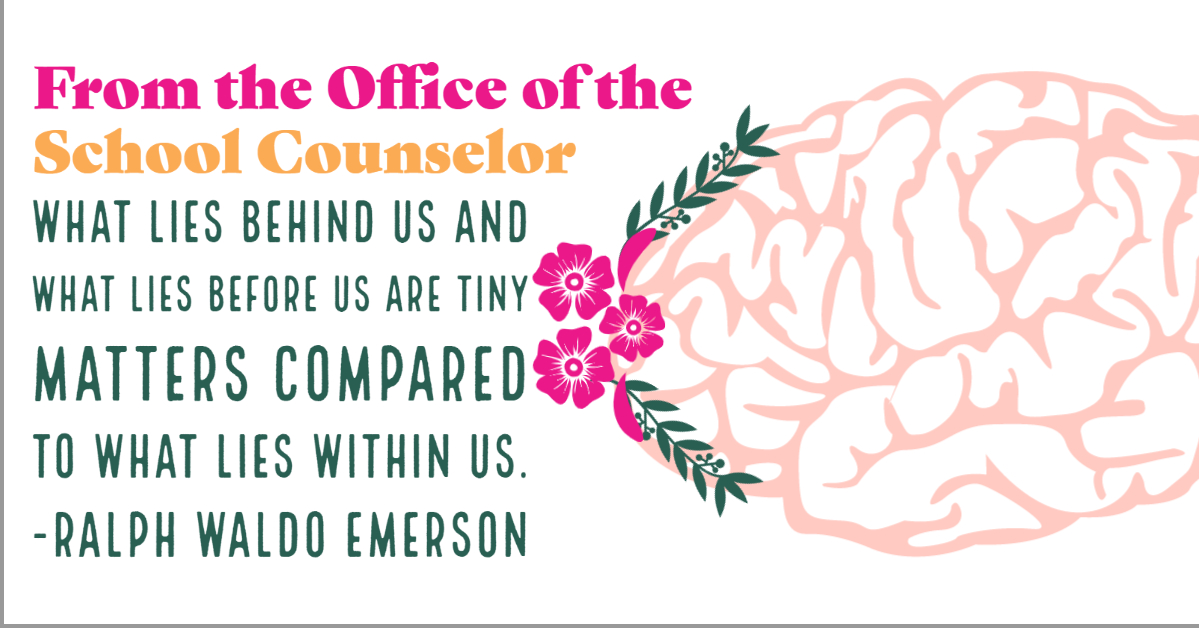 From the Office of the
School Counselor
WHAT LIES BEHIND US AND
WHAT LIES BEFORE US ARE TINY
MATTERS COMPARED
TO WHAT LIES WITHIN US.
-RALPH WALDO EMERSON